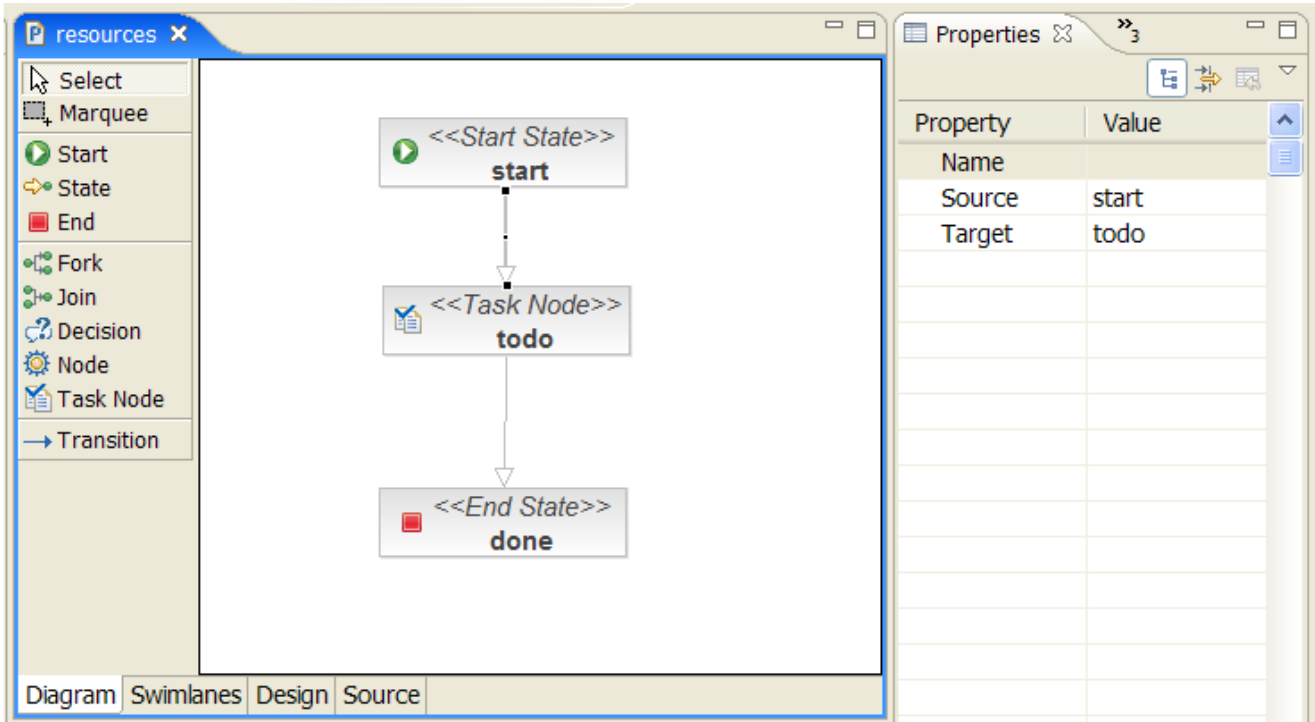 resources
Select
Marquee
Start
State
End
Fork
Join
Decision
Node
Task Node
Transition
<<Start State>>
start
<<Task Node>>
todo
<<End State>>
done
Diagram Swimlanes Design Source
Properties »3
Property Value
Name
Source start
Target todo